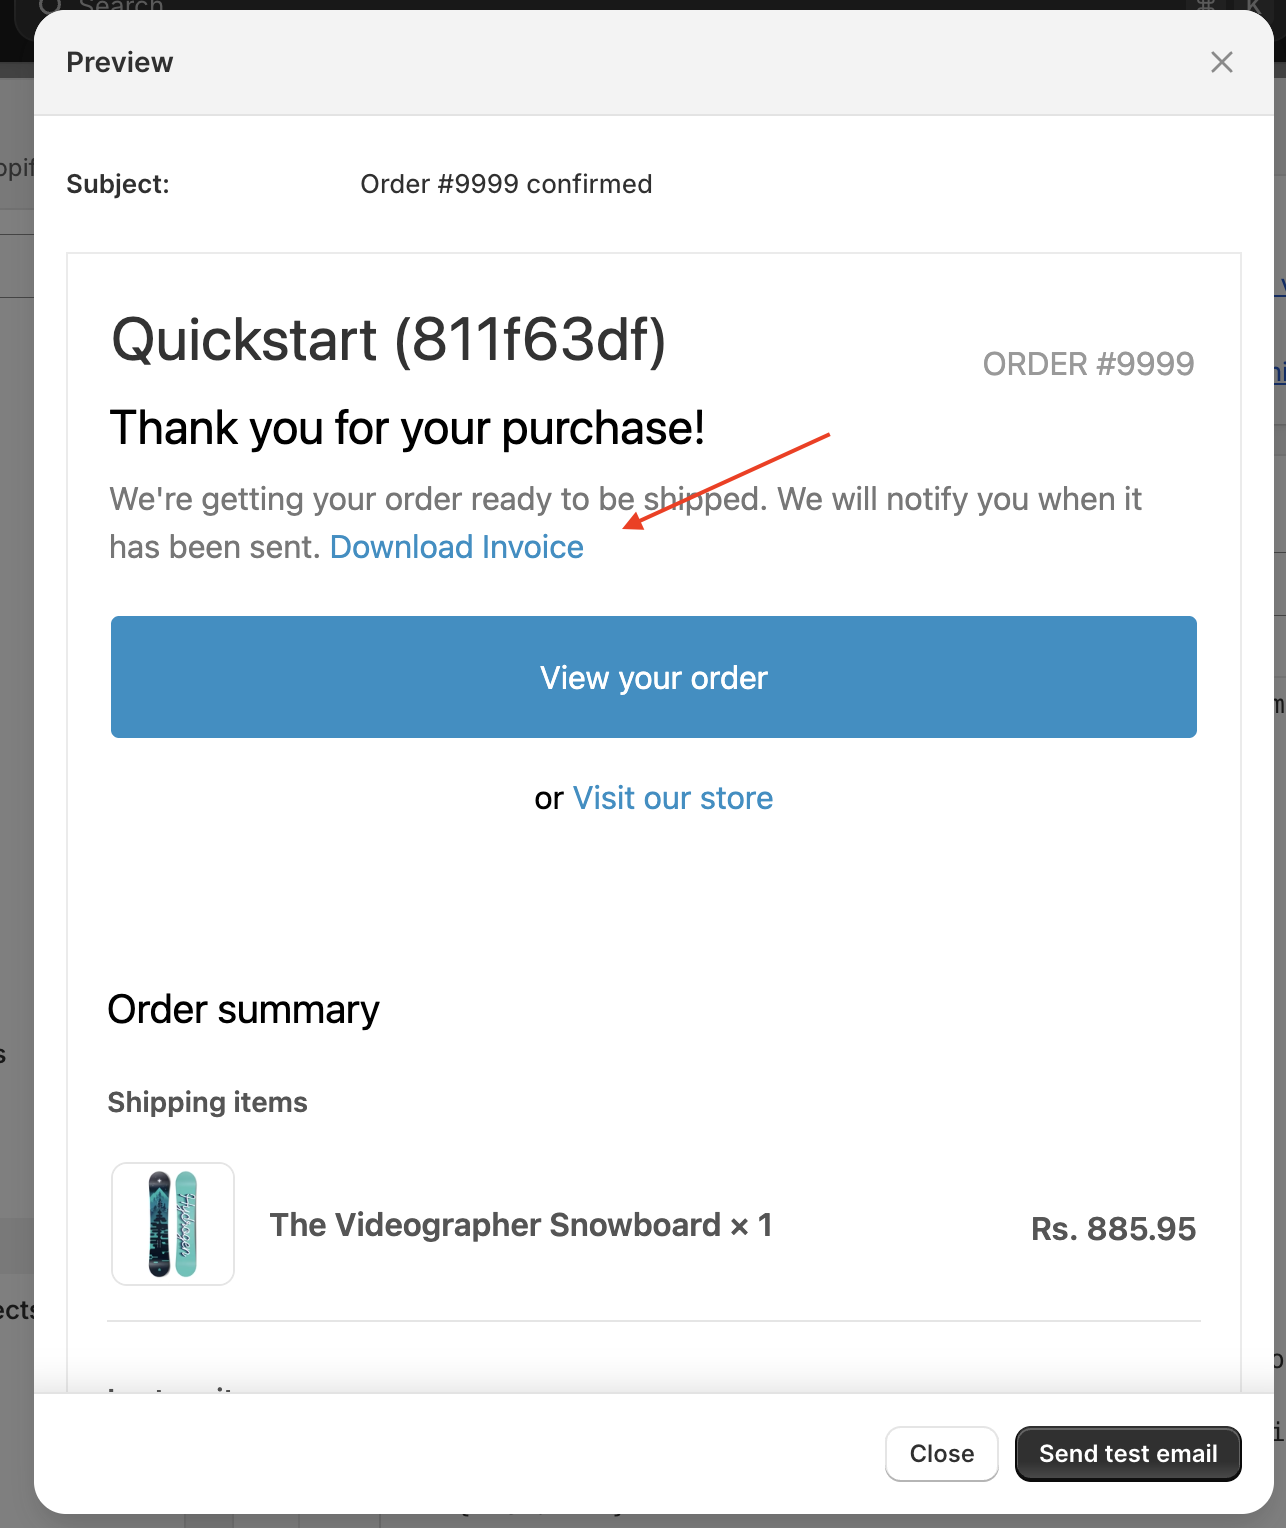 Search
⌘ K
Preview
Subject:
Order #9999 confirmed
Quickstart (811f63df)
ORDER #9999
Thank you for your purchase!
We're getting your order ready to be shipped. We will notify you when it
has been sent. Download Invoice
View your order
or Visit our store
Order summary
Shipping items
Hydrogen
The Videographer Snowboard × 1
Rs. 885.95
Close
Send test email